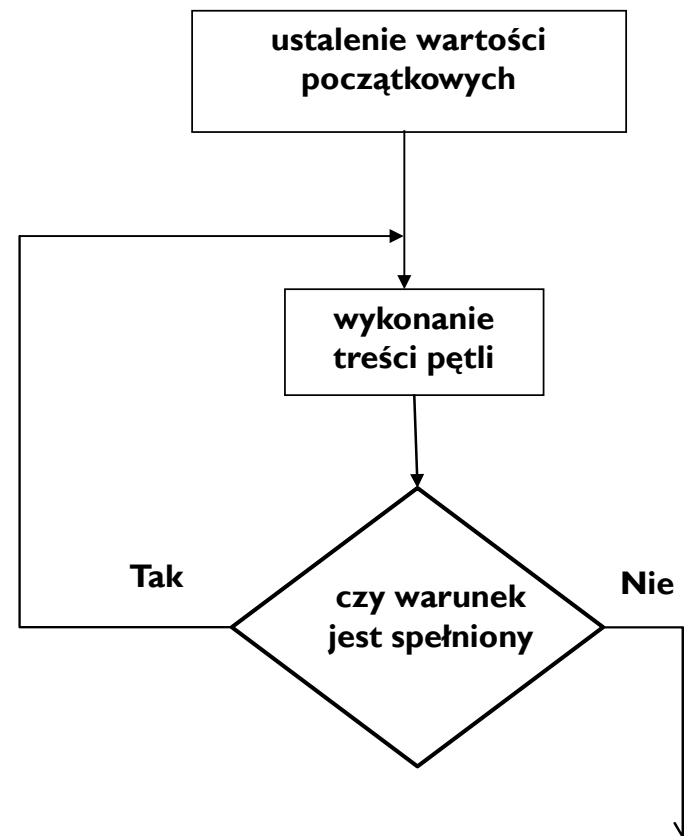 ustalenie wartości
początkowych
wykonanie
treści pętli
Tak
Nie
czy warunek
jest spełniony